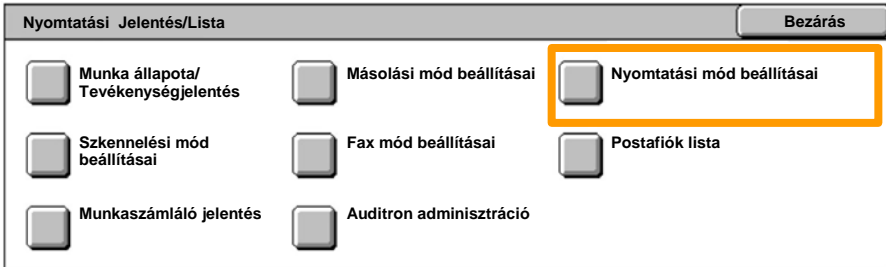 Nyomtatási Jelentés/Lista
Bezárás
Munka állapota/
Tevékenységjelentés
Másolási mód beállításai
Nyomtatási mód beállításai
Szkennelési mód
beállításai
Fax mód beállításai
Postafiók lista
Munkaszámláló jelentés
Auditron adminisztráció